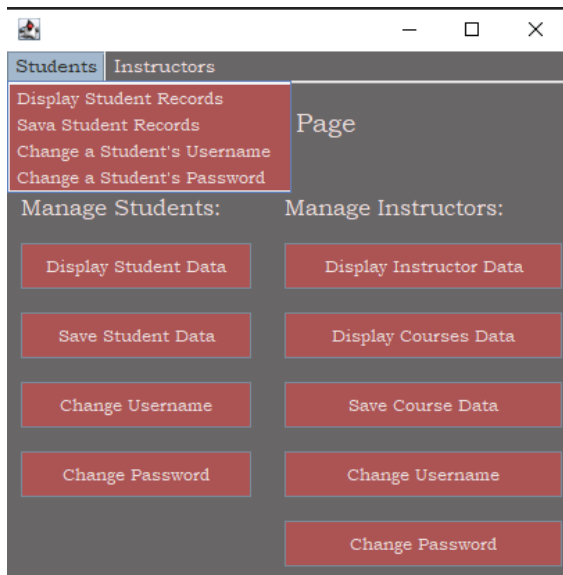 Students Instructors
Display Student Records
Sava Student Records
Page
Change a Student's Username
Change a Student's Password
Manage Students: Manage Instructors:
Display Student Data Display Instructor Data
Save Student Data Display Courses Data
Change Username Save Course Data
Change Password Change Username
Change Password